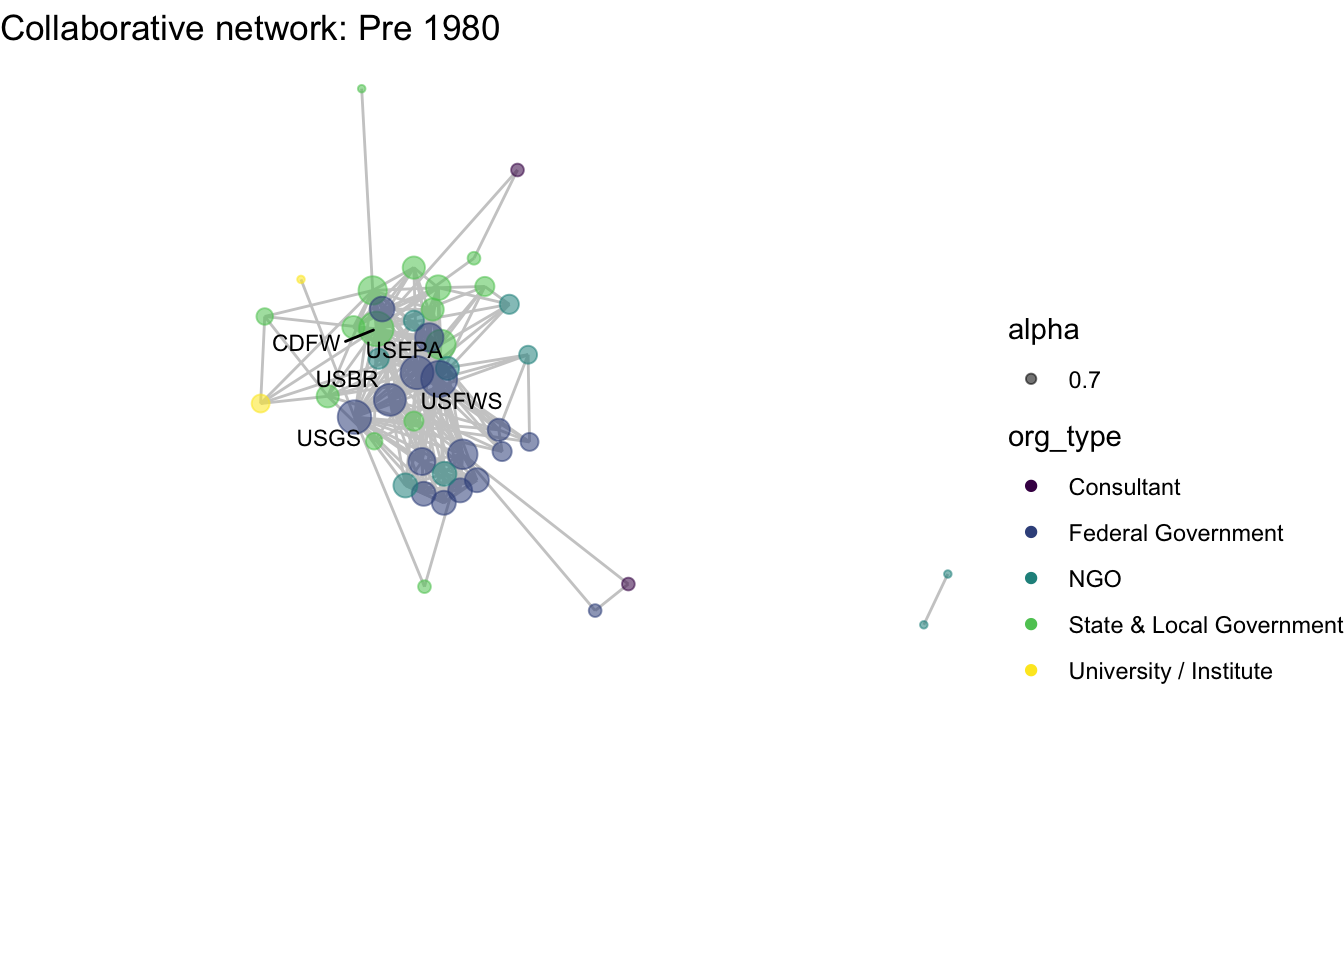 Collaborative network: Pre 1980
CDFW
USEPA
USBR
USFWS
USGS
alpha
0.7
org_type
Consultant
Federal Government
NGO
State & Local Government
University / Institute